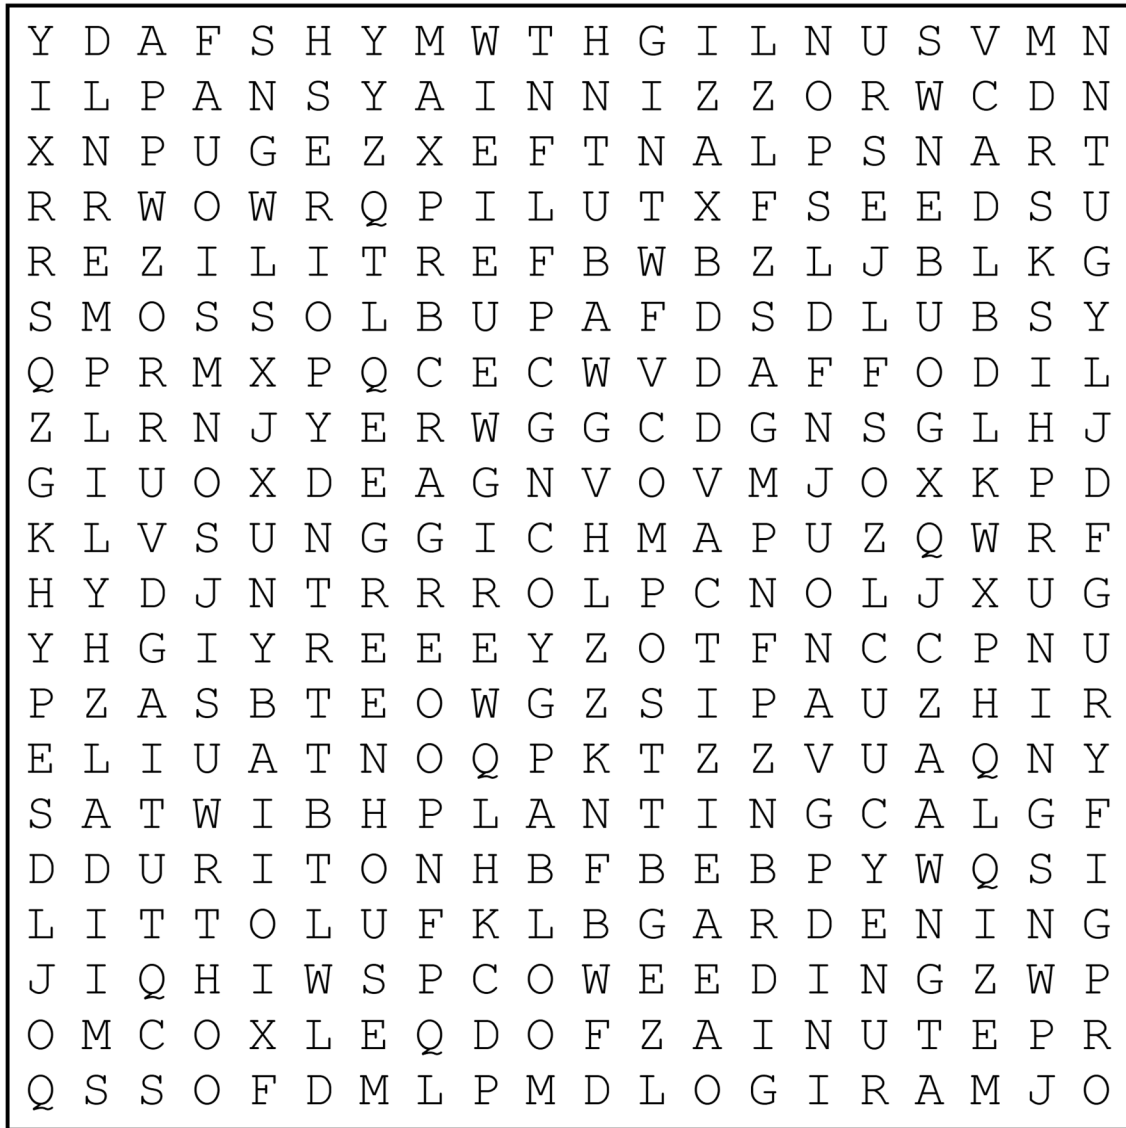 Y D A F S H Y M W T H G I L N U S V M N
I L P A N S Y A I N N I Z Z O R W C D N
X N P U G E Z X E F T N A L P S N A R T
R R W O W R Q P I L U T X F S E E D S U
R E Z I L I T R E F B W B Z L J B L K G
S M O S S O L B U P A F D S D L U B S Y
Q P R M X P Q C E C W V D A F F O D I L
Z L R N J Y E R W G G C D G N S G L H J
G I U O X D E A G N V O V M J O X K P D
K L V S U N G G I C H M A P U Z Q W R F
H Y D J N T R R R O L P C N O L J X U G
Y H G I Y R E E E Y Z O T F N C C P N U
P Z A S B T E O W G Z S I P A U Z H I R
E L I U A T N O Q P K T Z Z V U A Q N Y
S A T W I B H P L A N T I N G C A L G F
D D U R I T O N H B F B E B P Y W Q S I
L I T T O L U F K L B G A R D E N I N G
J I Q H I W S P C O W E E D I N G Z W P
O M C O X L E Q D O F Z A I N U T E P R
Q S S O F D M L P M D L O G I R A M J O